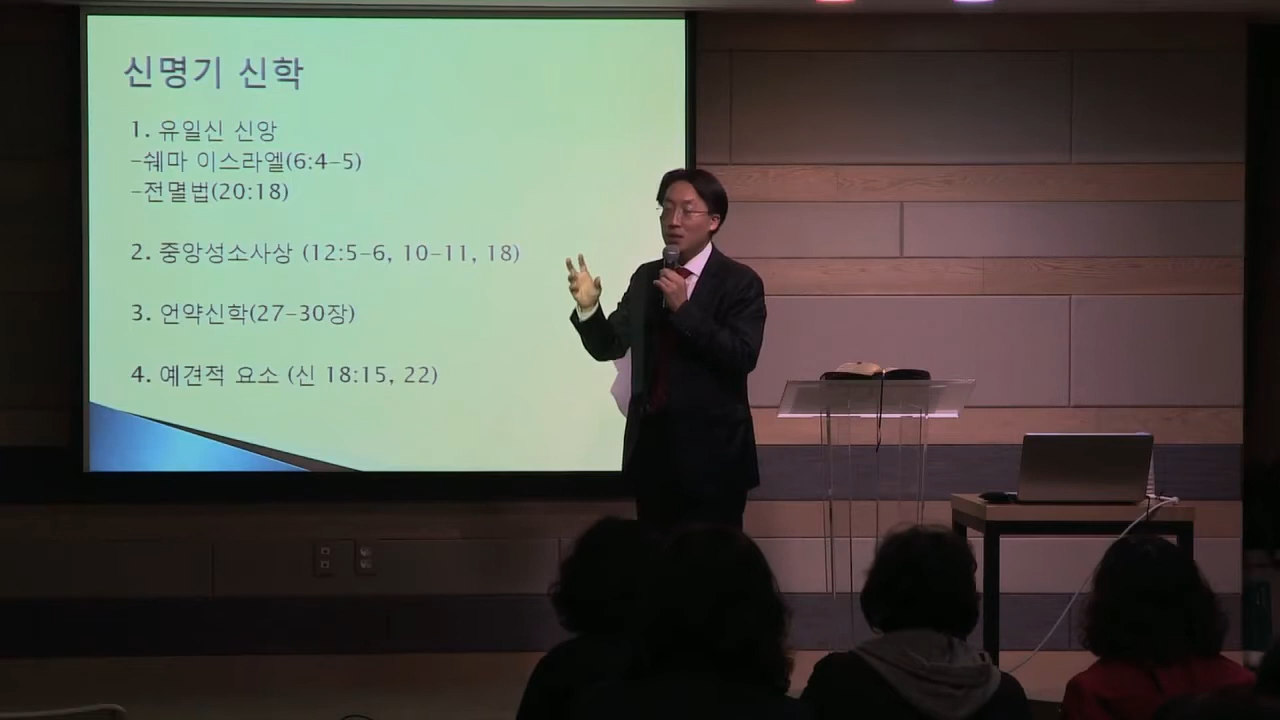 신명기 신학
1. 유일신 신앙
-쉐마 이스라엘(6:4-5)
-전멸법(20:18)
2. 중앙성소사상 (12:5-6, 10-11, 18)
3. 언약신학(27-30장)
4. 예견적 요소 (신 18:15, 22)